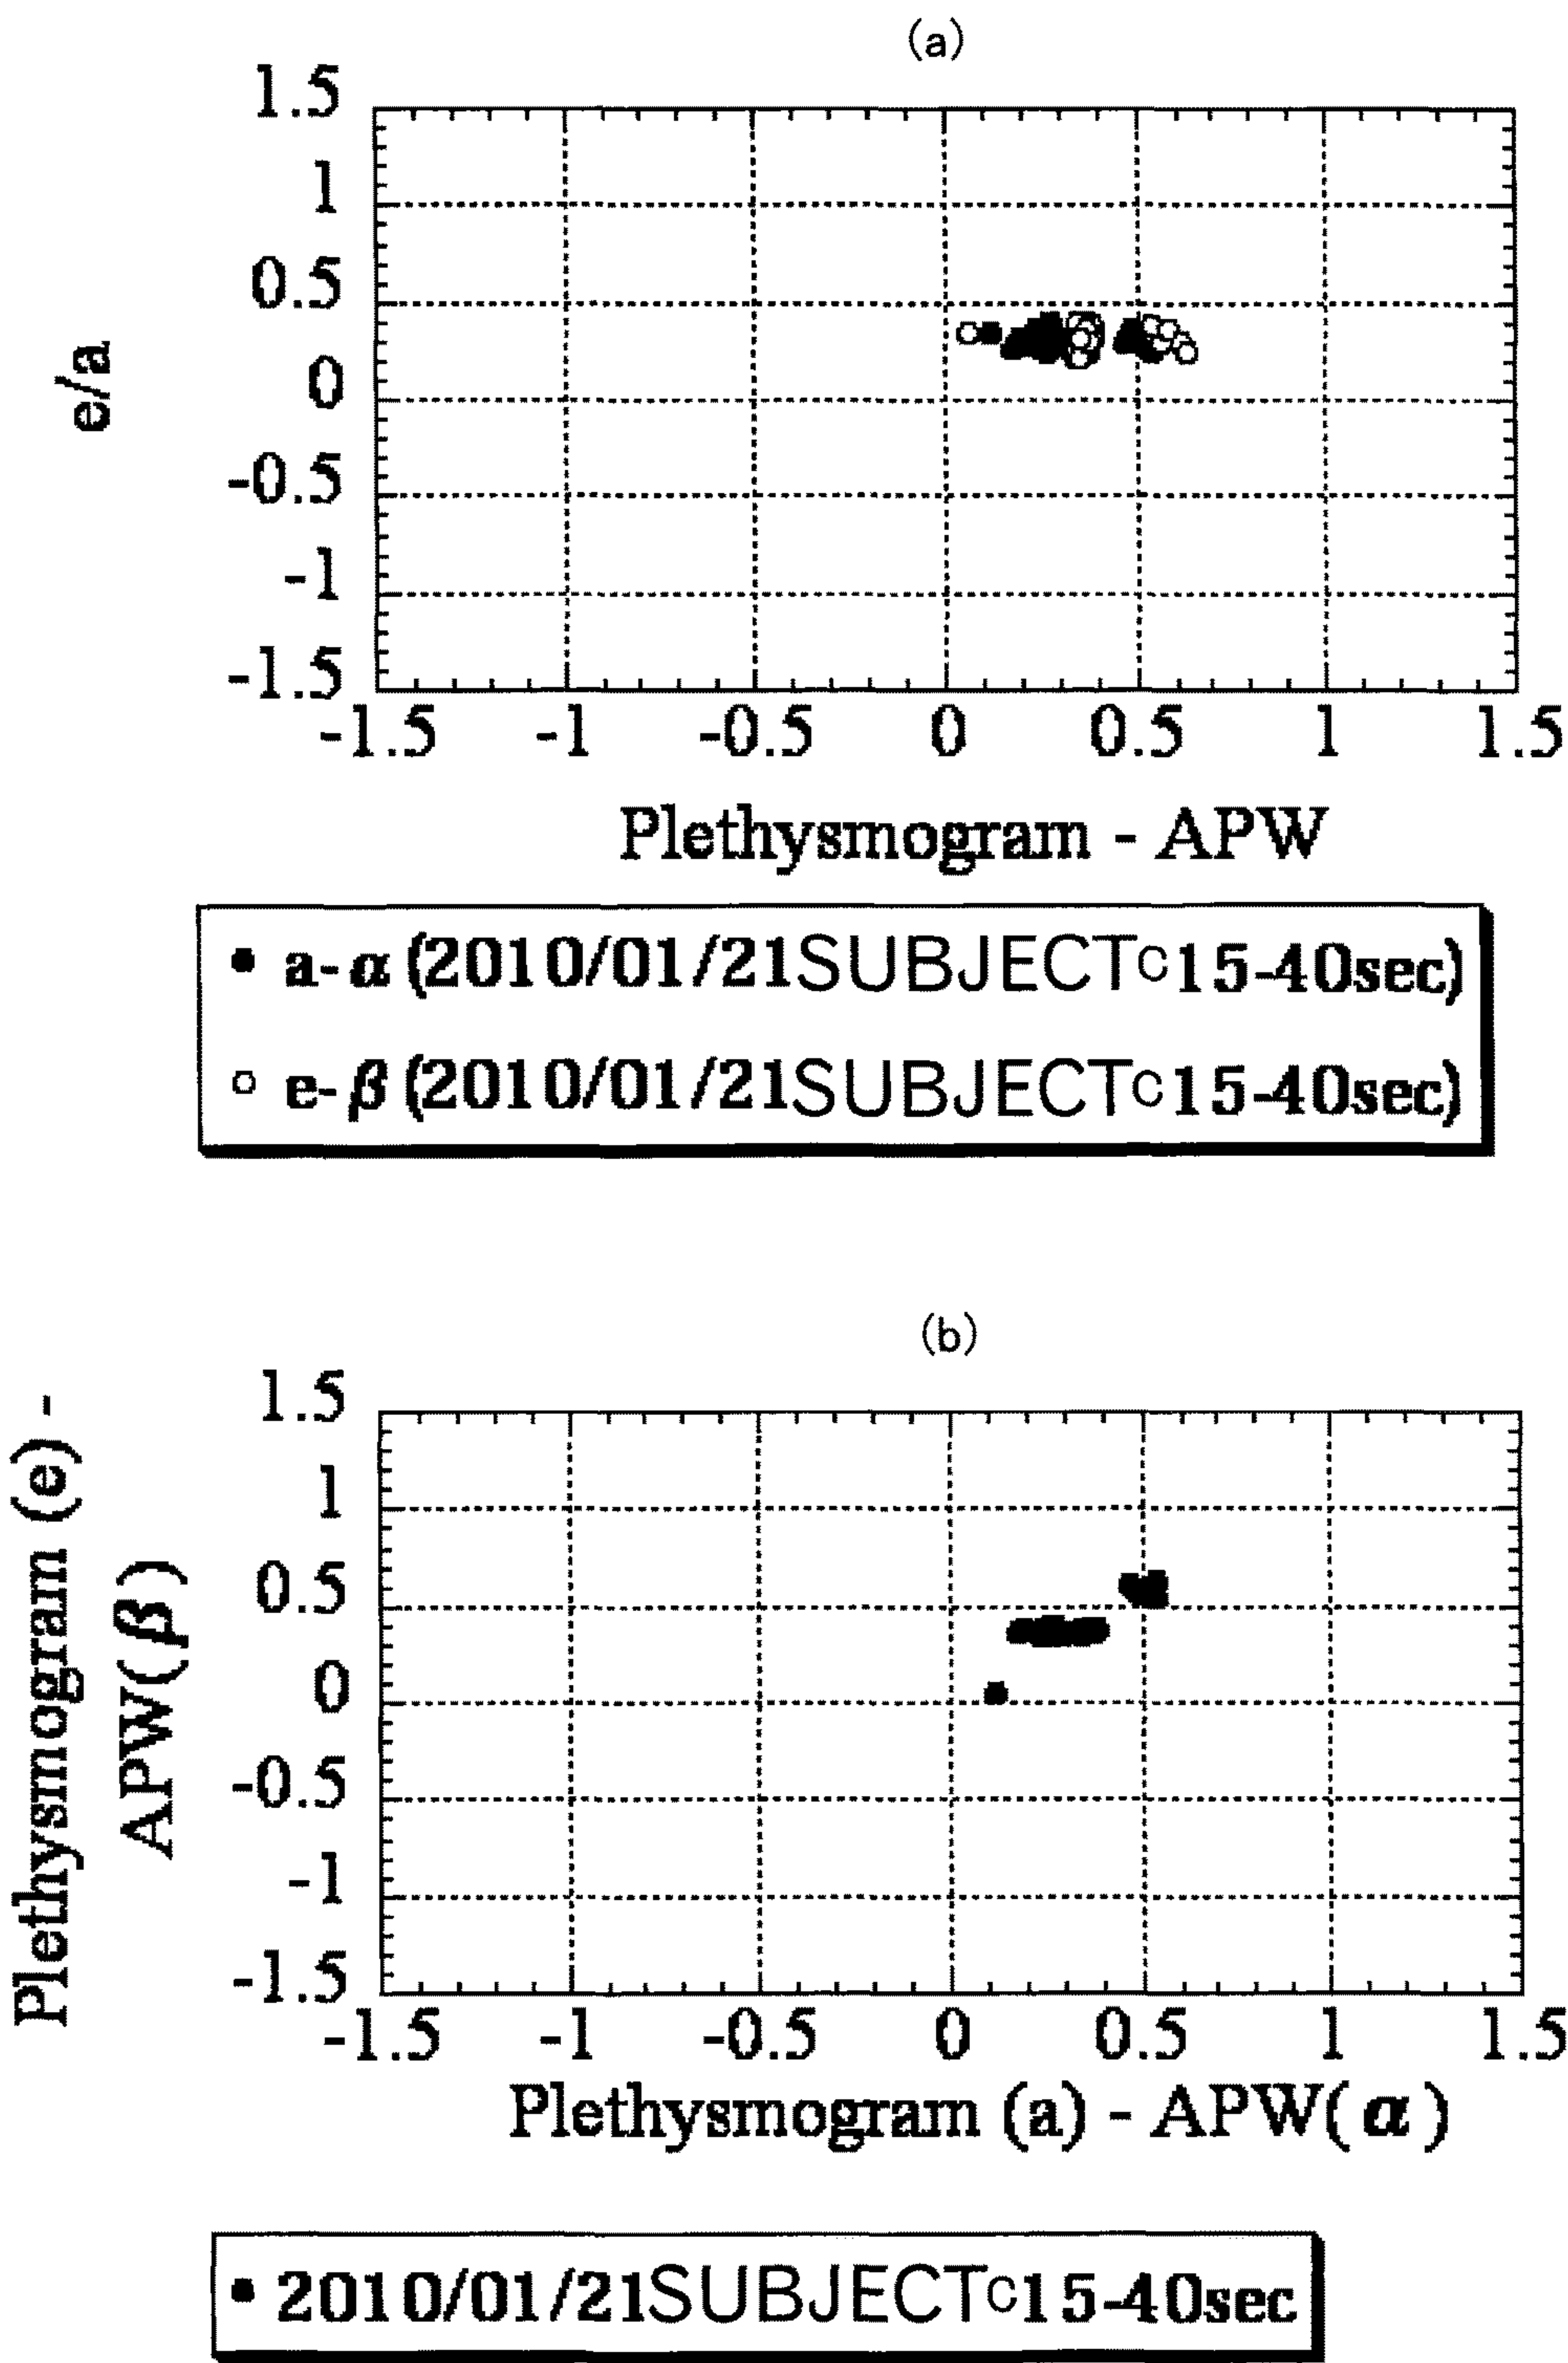 (a)
1.5
1
0.5
0
-0.5
-1
-1.5
e/a
-1.5 -1 -0.5 0 0.5 1 1.5
Plethysmogram - APW
a-α (2010/01/21SUBJECTC15-40sec)
e-β (2010/01/21SUBJECTC15-40sec)
(b)
1.5
1
0.5
0
-0.5
-1
-1.5
Plethysmogram (e) -
APW(β)
-1.5 -1 -0.5 0 0.5 1 1.5
Plethysmogram (a) - APW(α)
2010/01/21SUBJECTC15-40sec